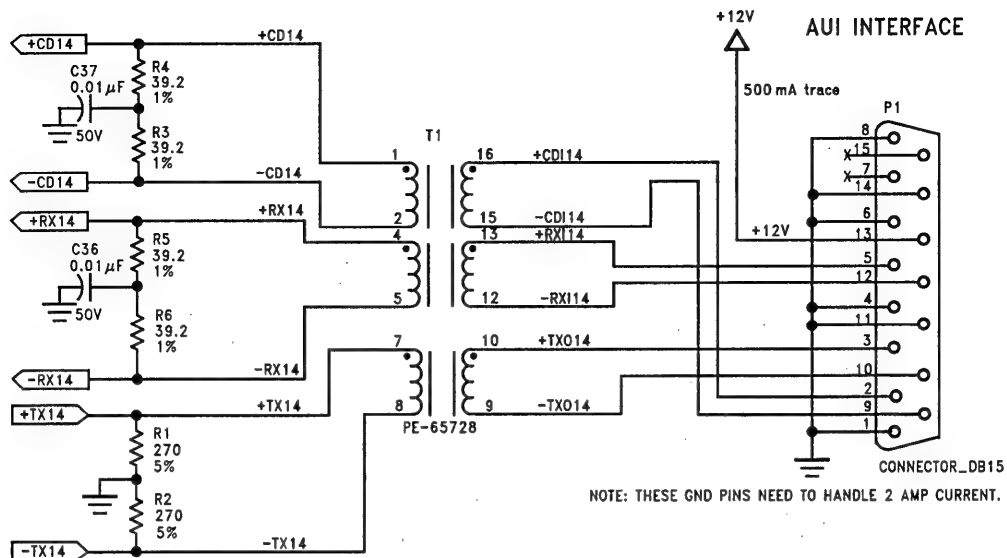 +12V
AUI INTERFACE
+CD14
+CD14
C37
0.01µF
50V
R4
39.2
1%
500 mA trace
P1
R3
39.2
1%
T1
8
15
7
14
6
13
5
12
4
11
3
10
2
9
1
-CD14
-CD14
1
16
+CDI14
2
15
-CDI14
+RX14
+RX14
4
13
+RXI14
+12V
C36
0.01µF
50V
R5
39.2
1%
5
12
-RXI14
R6
39.2
1%
-RX14
-RX14
7
10
+TXO14
8
9
-TXO14
+TX14
+TX14
PE-65728
R1
270
5%
R2
270
5%
-TX14
-TX14
X
X
CONNECTOR_DB15
NOTE: THESE GND PINS NEED TO HANDLE 2 AMP CURRENT.